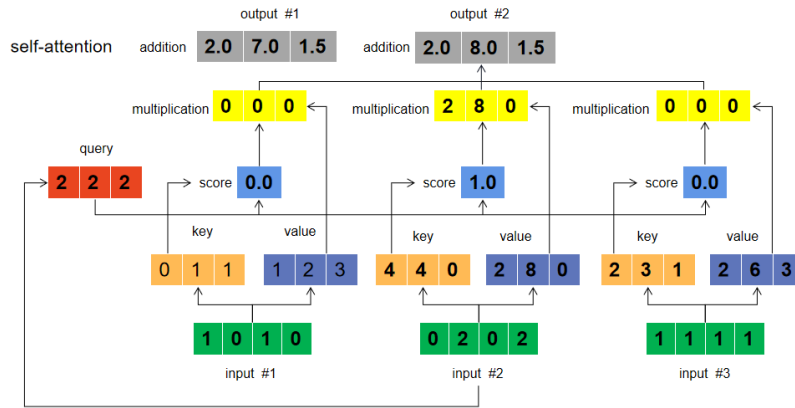 output #1 output #2
self-attention addition 2.0 7.0 1.5 addition 2.0 8.0 1.5
multiplication 0 0 0 multiplication 2 8 0 multiplication 0 0 0
query
2 2 2 score 0.0 score 1.0 score 0.0
key value key value key value
0 1 1 1 2 3 4 4 0 2 8 0 2 3 1 2 6 3
1 0 1 0 0 2 0 2 1 1 1 1
input #1 input #2 input #3